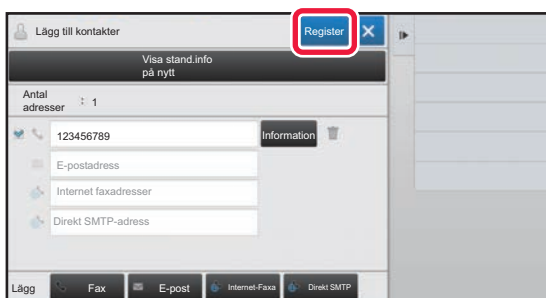 Lägg till kontakter
Register
Visa stand.info
på nytt
Antal
adresser : 1
123456789
Information
E-postadress
Internet faxadresser
Direkt SMTP-adress
Lägg
Fax
E-post
Internet-Faxa
Direkt SMTP